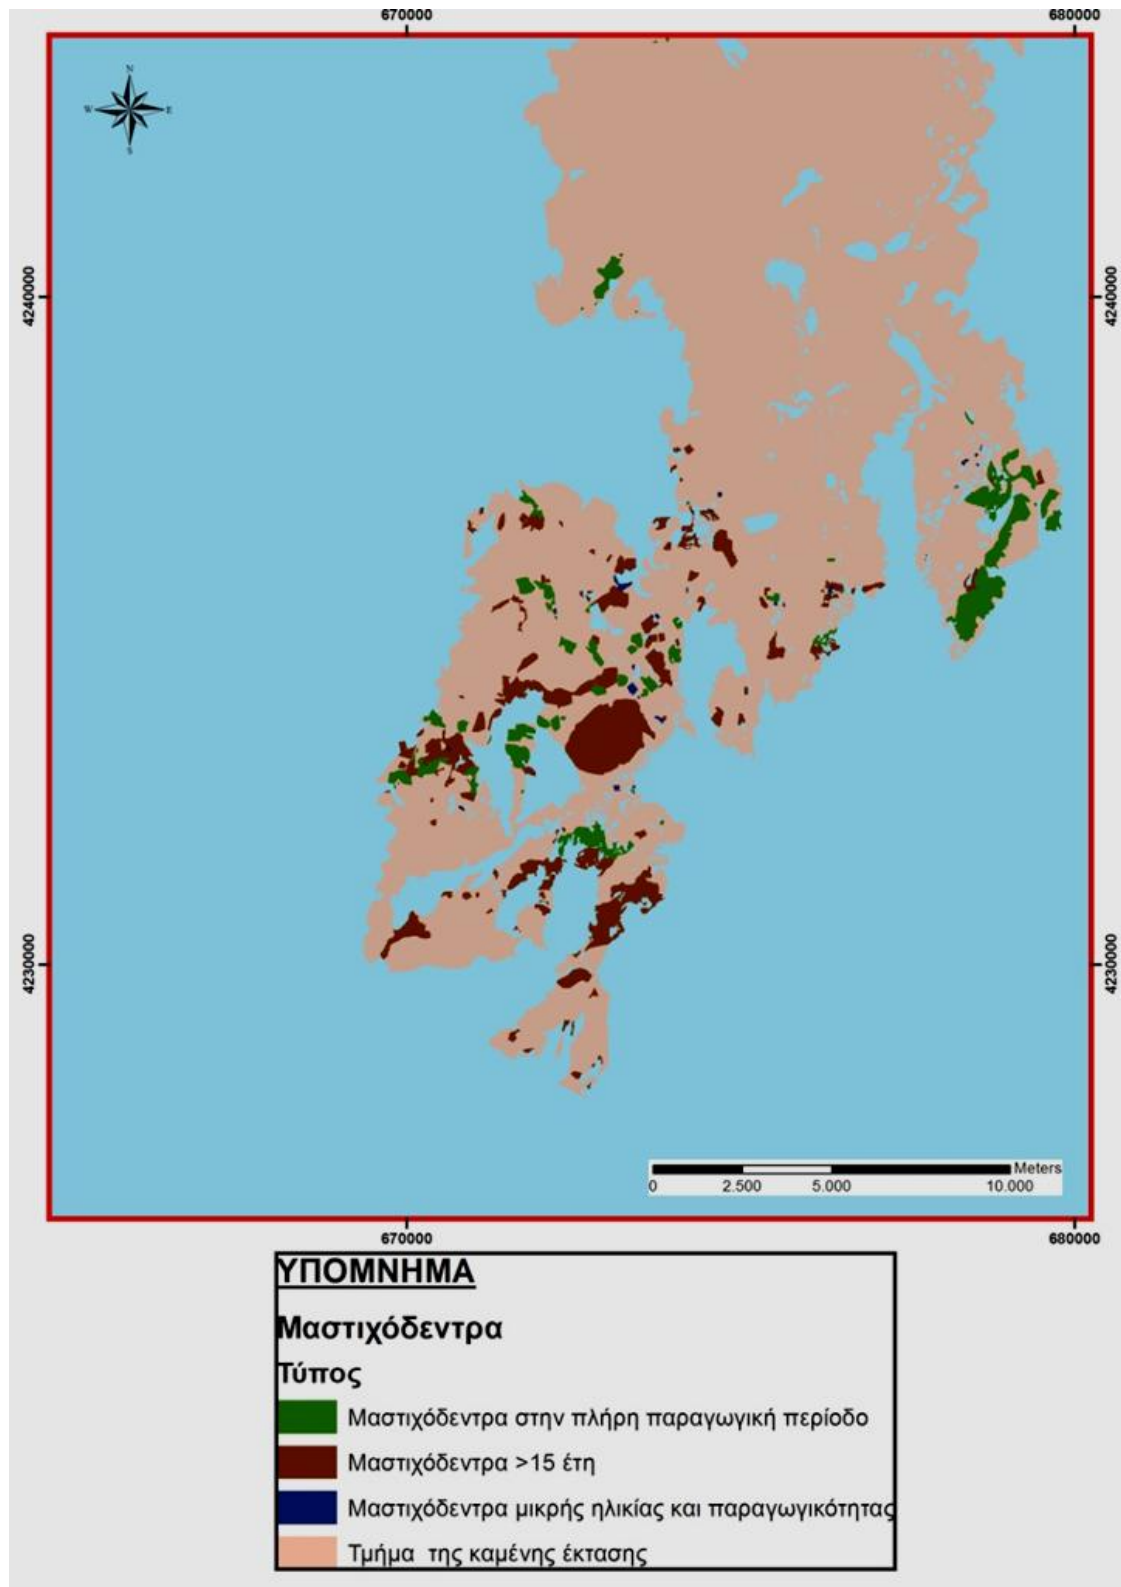 670000 680000
N
W E
S
4240000 4240000
4230000 4230000
Meters
0 2.500 5.000 10.000
670000 680000
ΥΠΟΜΝΗΜΑ
Μαστιχόδεντρα
Τύπος
Μαστιχόδεντρα στην πλήρη παραγωγική περίοδο
Μαστιχόδεντρα >15 έτη
Μαστιχόδεντρα μικρής ηλικίας και παραγωγικότητας
Τμήμα της καμένης έκτασης